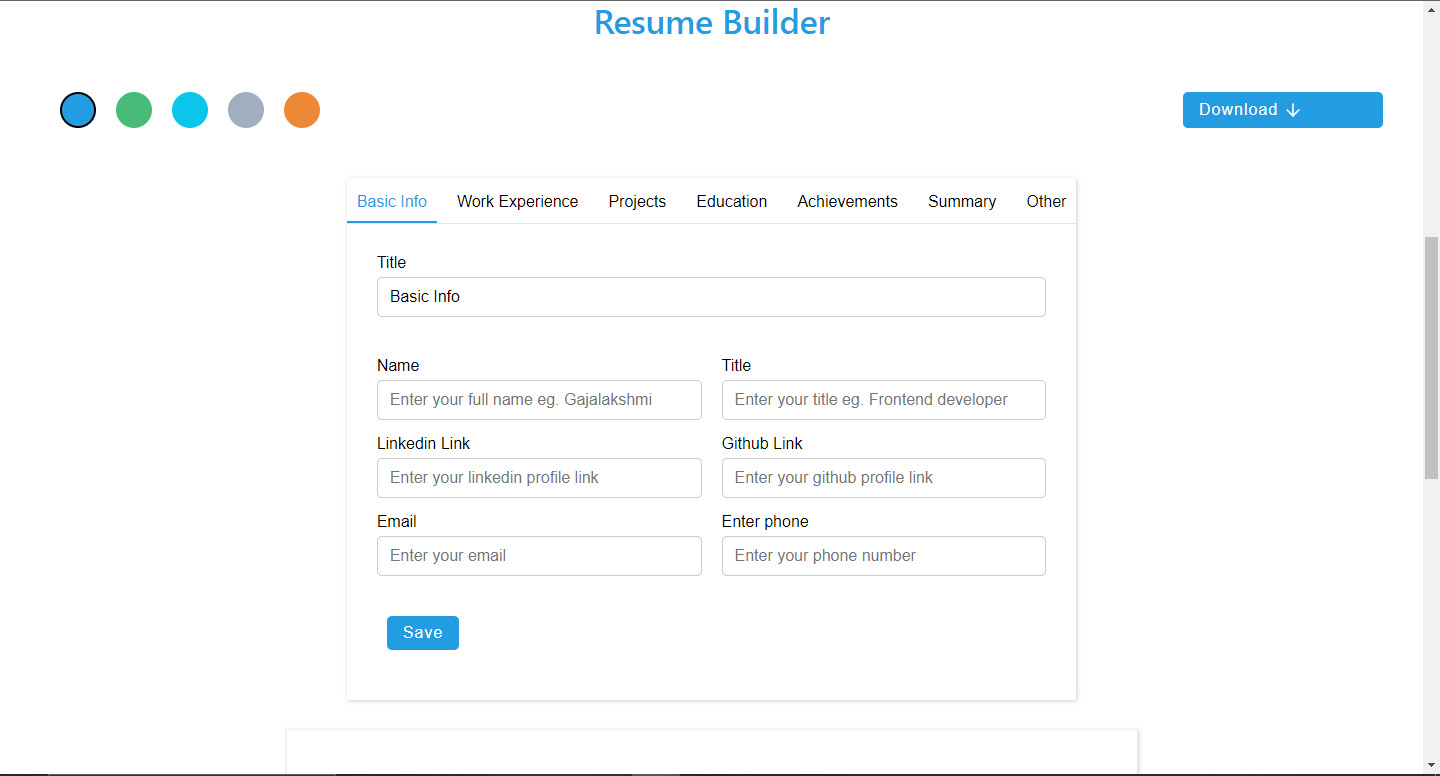 Resume Builder
Download ↓
Basic Info Work Experience Projects Education Achievements Summary Other
Title
Basic Info
Name Title
Enter your full name eg. Gajalakshmi Enter your title eg. Frontend developer
Linkedin Link Github Link
Enter your linkedin profile link Enter your github profile link
Email Enter phone
Enter your email Enter your phone number
Save